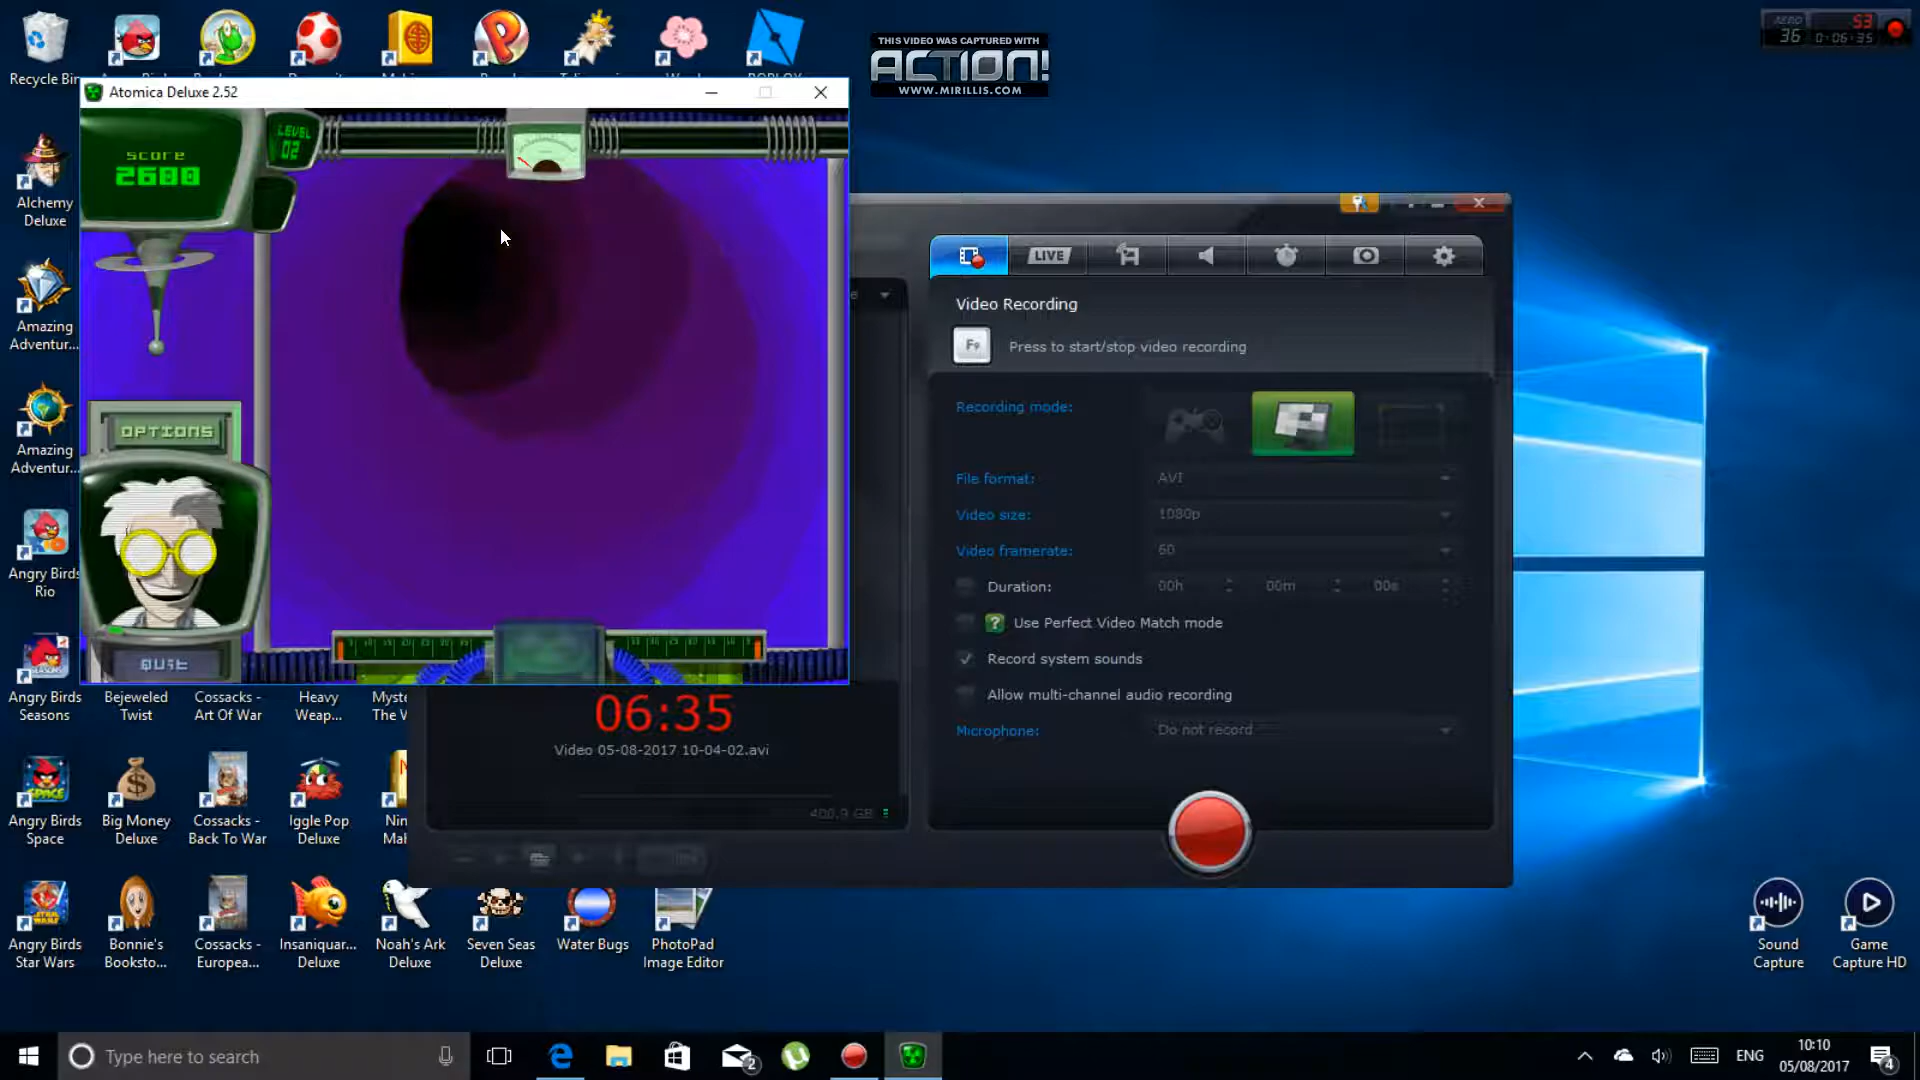 THIS VIDEO WAS CAPTURED WITH
ACTION!
WWW.MIRILLIS.COM
AERO
36
53
0:06:35
Recycle Bin
Atomica Deluxe 2.52
score
2600
LEVEL
02
OPTIONS
QUIT
Alchemy
Deluxe
Amazing
Adventur...
Amazing
Adventur...
Angry Birds
Rio
LIVE
Video Recording
F9
Press to start/stop video recording
Recording mode:
File format:
AVI
Video size:
1080p
Video framerate:
60
Duration:
00h
00m
00s
Use Perfect Video Match mode
Record system sounds
Allow multi-channel audio recording
Microphone:
Do not record
06:35
Video 05-08-2017 10-04-02.avi
400.9 GB
Angry Birds
Seasons
Bejeweled
Twist
Cossacks -
Art Of War
Heavy
Weap...
Angry Birds
Space
Big Money
Deluxe
Cossacks -
Back To War
Iggle Pop
Deluxe
Angry Birds
Star Wars
Bonnie's
Booksto...
Cossacks -
Europea...
Insaniquar...
Deluxe
Noah's Ark
Deluxe
Seven Seas
Deluxe
Water Bugs
PhotoPad
Image Editor
Sound
Capture
Game
Capture HD
Type here to search
2
ENG
10:10
05/08/2017
4